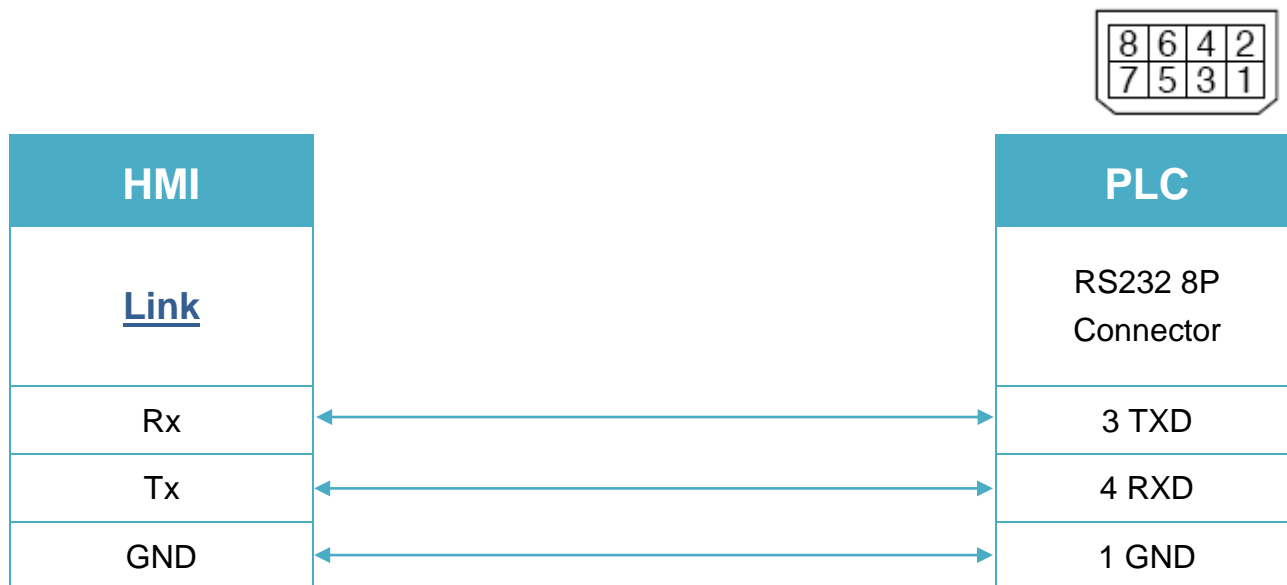 8 6 4 2
7 5 3 1
HMI PLC
Link RS232 8P
Connector
Rx 3 TXD
Tx 4 RXD
GND 1 GND